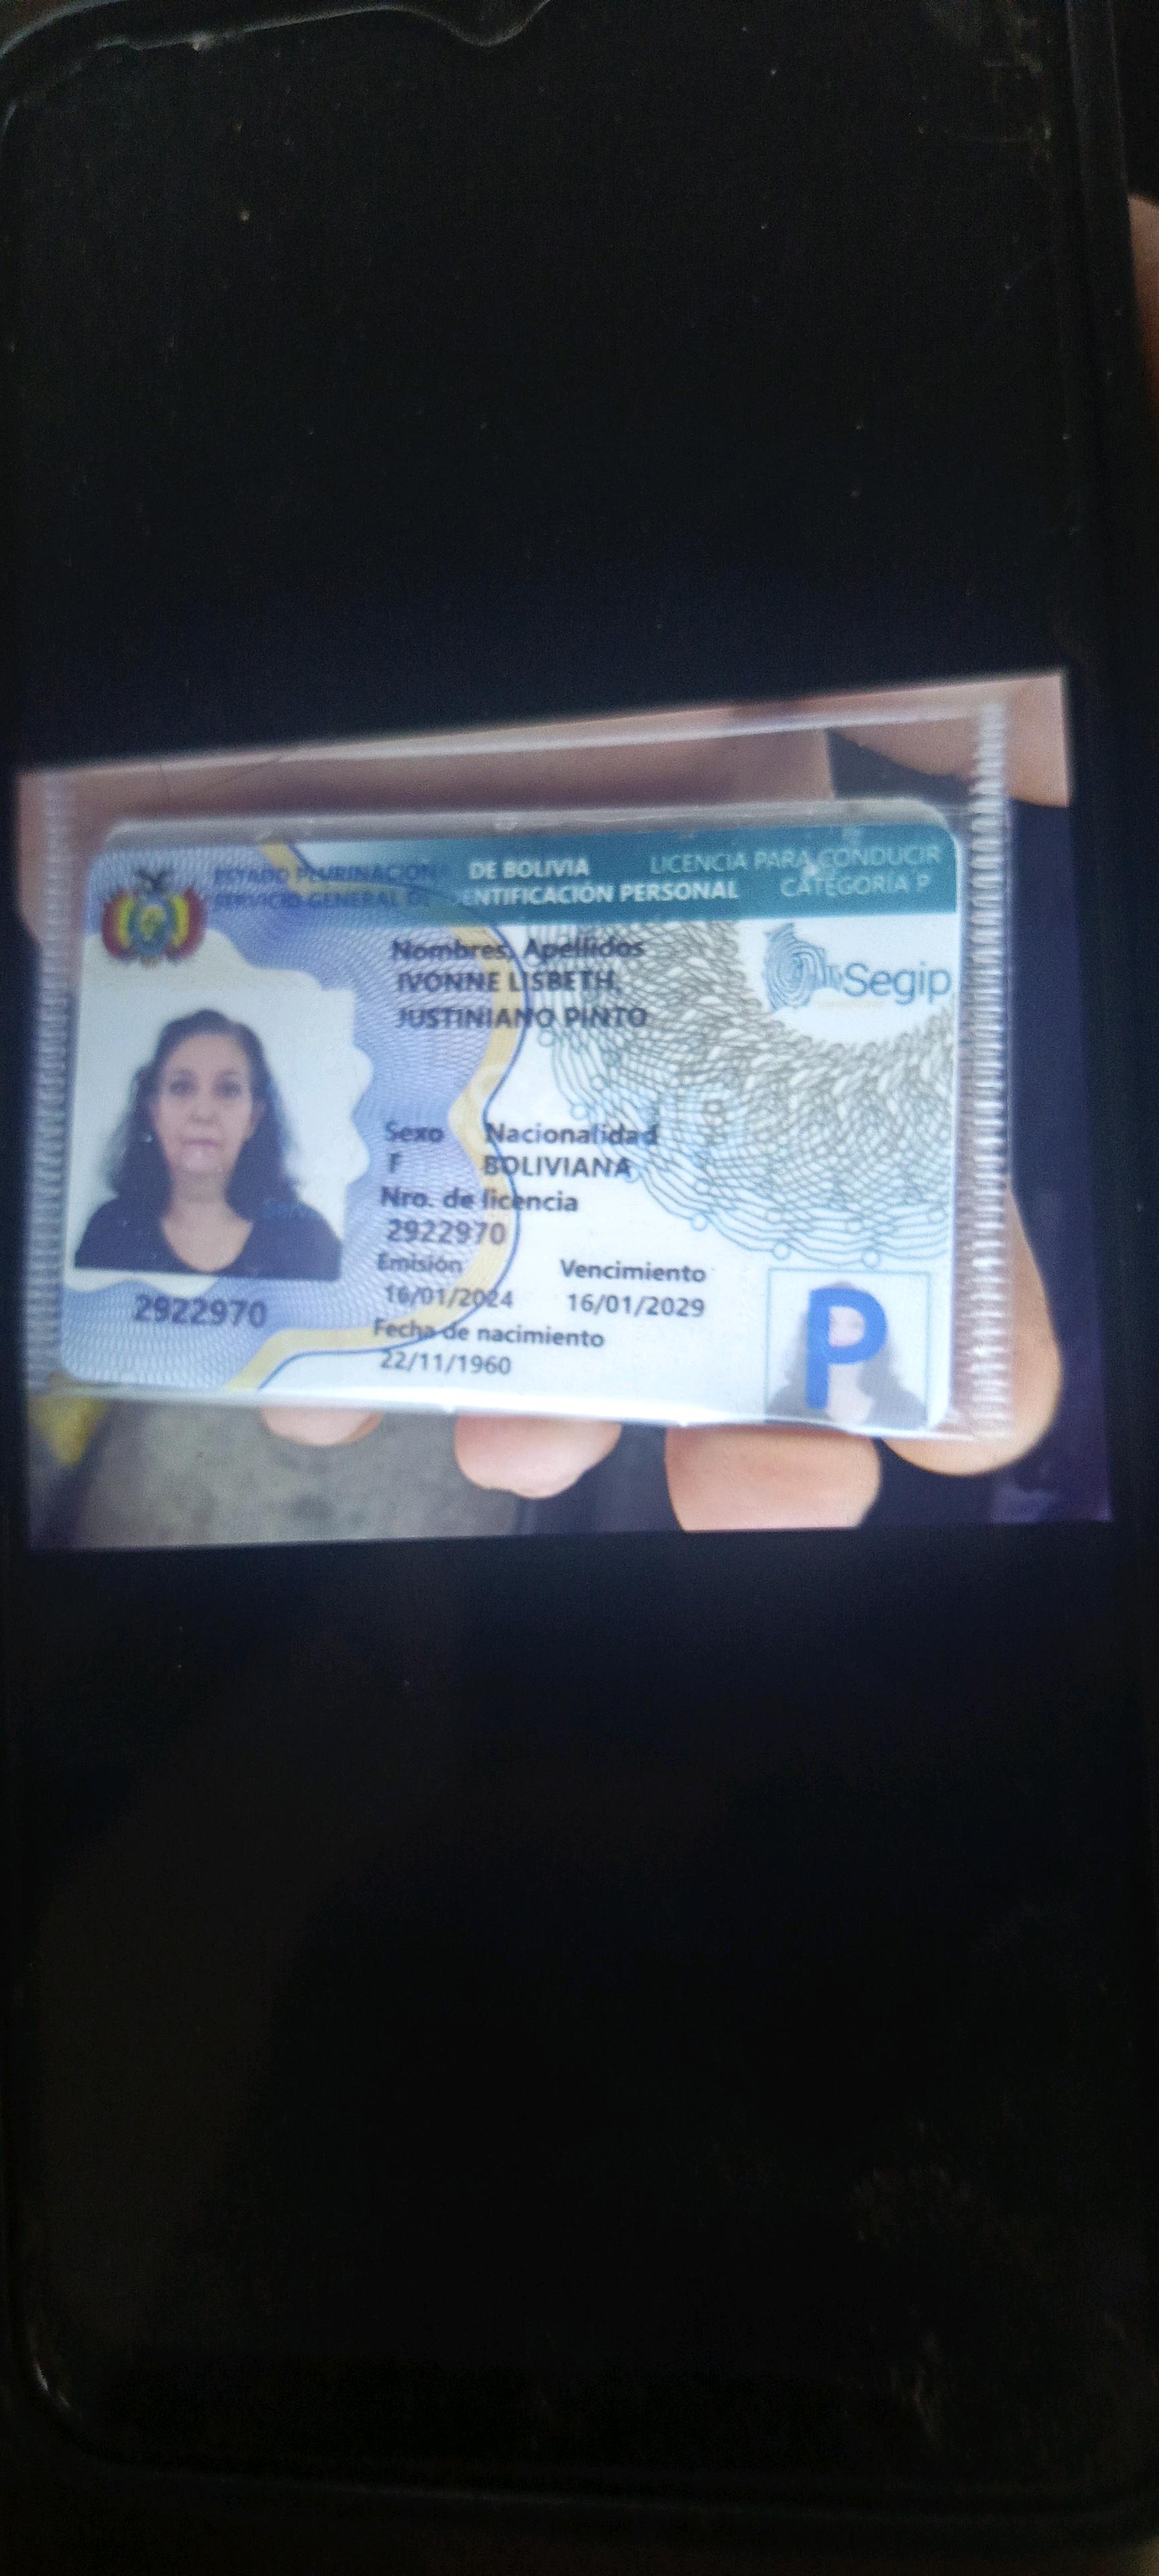 ESTADO PLURINACIONAL DE BOLIVIA
SERVICIO GENERAL DE IDENTIFICACIÓN PERSONAL
LICENCIA PARA CONDUCIR
CATEGORÍA P
Segip
Nombres, Apellidos
IVONNE LISBETH,
JUSTINIANO PINTO
Sexo Nacionalidad
F BOLIVIANA
Nro. de licencia
2922970
Emisión Vencimiento
16/01/2024 16/01/2029
Fecha de nacimiento
22/11/1960
2922970
P